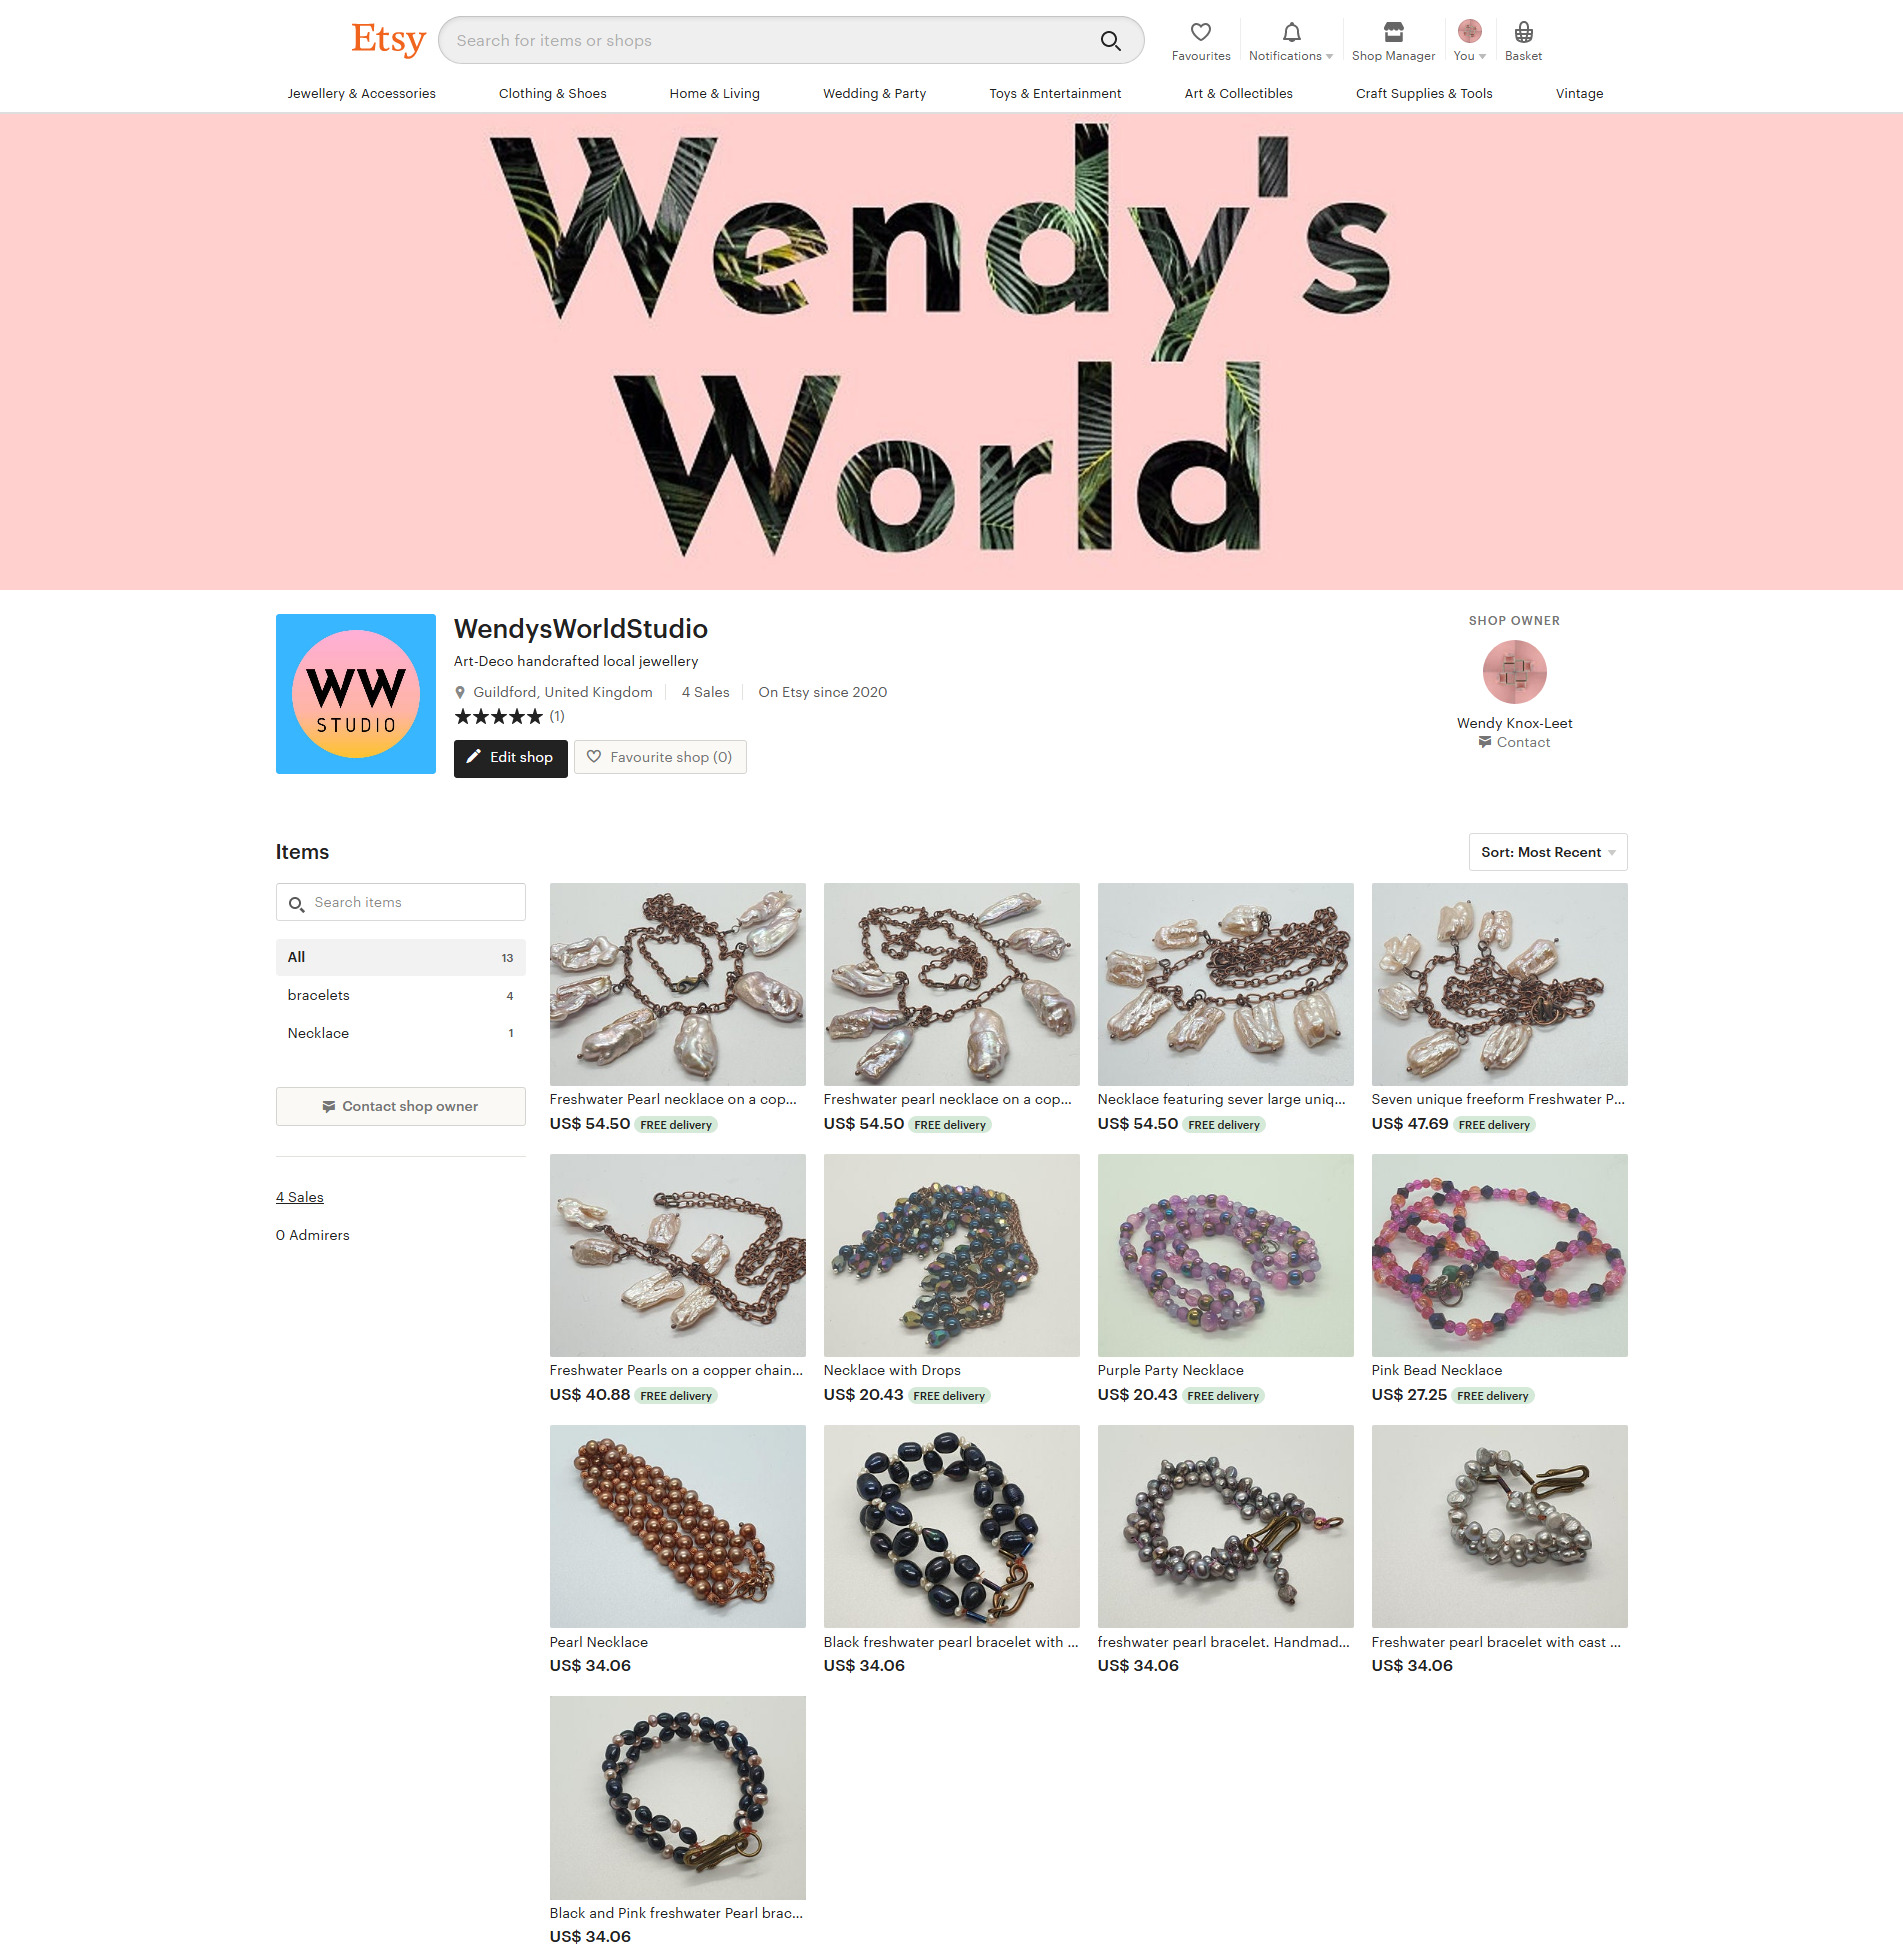 Etsy
Search for items or shops
Favourites
Notifications
Shop Manager
You
Basket
Jewellery & Accessories
Clothing & Shoes
Home & Living
Wedding & Party
Toys & Entertainment
Art & Collectibles
Craft Supplies & Tools
Vintage
Wendy's
World
WW
STUDIO
WendysWorldStudio
Art-Deco handcrafted local jewellery
Guildford, United Kingdom
4 Sales
On Etsy since 2020
(1)
Edit shop
Favourite shop (0)
SHOP OWNER
Wendy Knox-Leet
Contact
Items
Sort: Most Recent
Search items
All 13
bracelets 4
Necklace 1
Contact shop owner
4 Sales
0 Admirers
Freshwater Pearl necklace on a cop...
US$ 54.50 FREE delivery
Freshwater pearl necklace on a cop...
US$ 54.50 FREE delivery
Necklace featuring sever large uniq...
US$ 54.50 FREE delivery
Seven unique freeform Freshwater P...
US$ 47.69 FREE delivery
Freshwater Pearls on a copper chain...
US$ 40.88 FREE delivery
Necklace with Drops
US$ 20.43 FREE delivery
Purple Party Necklace
US$ 20.43 FREE delivery
Pink Bead Necklace
US$ 27.25 FREE delivery
Pearl Necklace
US$ 34.06
Black freshwater pearl bracelet with ...
US$ 34.06
freshwater pearl bracelet. Handmad...
US$ 34.06
Freshwater pearl bracelet with cast ...
US$ 34.06
Black and Pink freshwater Pearl brac...
US$ 34.06